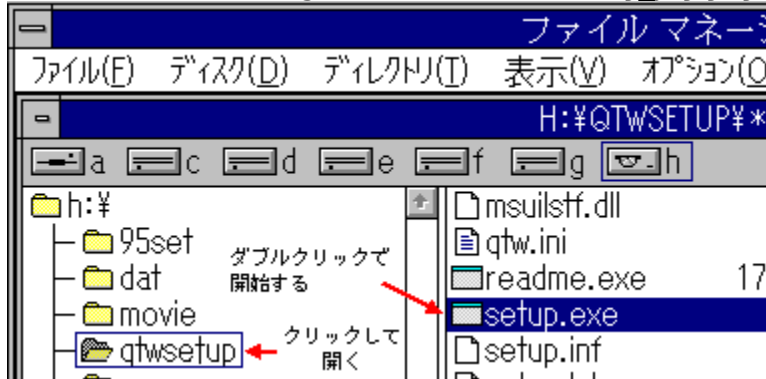 ファイル マネージ
ﾌｧｲﾙ(F) ﾃﾞｨｽｸ(D) ﾃﾞｨﾚｸﾄﾘ(T) 表示(V) ｵﾌﾟｼｮﾝ(O
H:¥QTWSETUP¥*
a c d e f g h
h:¥
95set
dat
movie
qtwsetup
ダブルクリックで
開始する
クリックして
開く
msuilstf.dll
qtw.ini
readme.exe 17
setup.exe
setup.inf